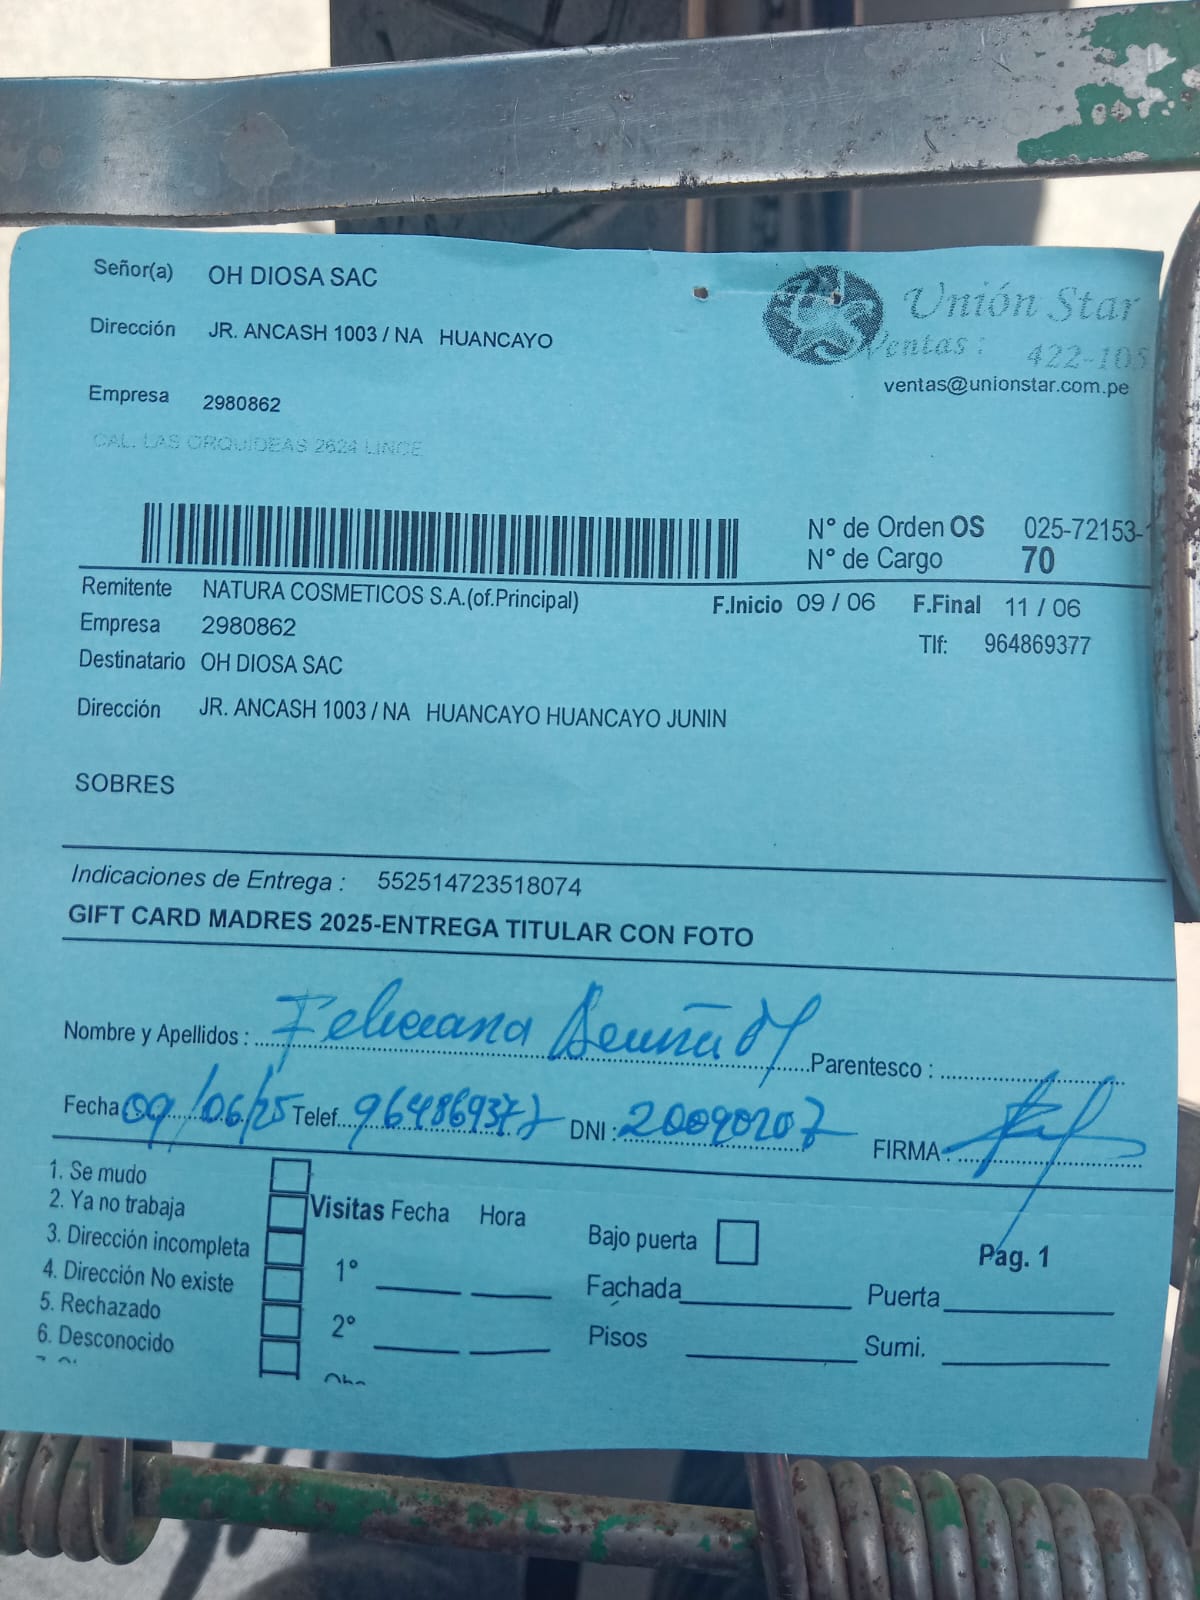 Señor(a) OH DIOSA SAC
Unión Star
Dirección JR. ANCASH 1003 / NA HUANCAYO
Ventas : 422-105
ventas@unionstar.com.pe
Empresa 2980862
CAL. LAS ORQUIDEAS 2624 LINCE
N° de Orden OS 025-72153-
N° de Cargo 70
Remitente NATURA COSMETICOS S.A.(of.Principal)
F.Inicio 09 / 06 F.Final 11 / 06
Empresa 2980862
Tlf: 964869377
Destinatario OH DIOSA SAC
Dirección JR. ANCASH 1003 / NA HUANCAYO HUANCAYO JUNIN
SOBRES
Indicaciones de Entrega : 552514723518074
GIFT CARD MADRES 2025-ENTREGA TITULAR CON FOTO
Nombre y Apellidos : Feliciana Parentesco :
Fecha 09/06/25 Telef. 964869377 DNI : 20090207 FIRMA :
1. Se mudo
2. Ya no trabaja
3. Dirección incompleta
4. Dirección No existe
5. Rechazado
6. Desconocido
Visitas Fecha Hora
1°
2°
Bajo puerta
Pag. 1
Fachada Puerta
Pisos Sumi.